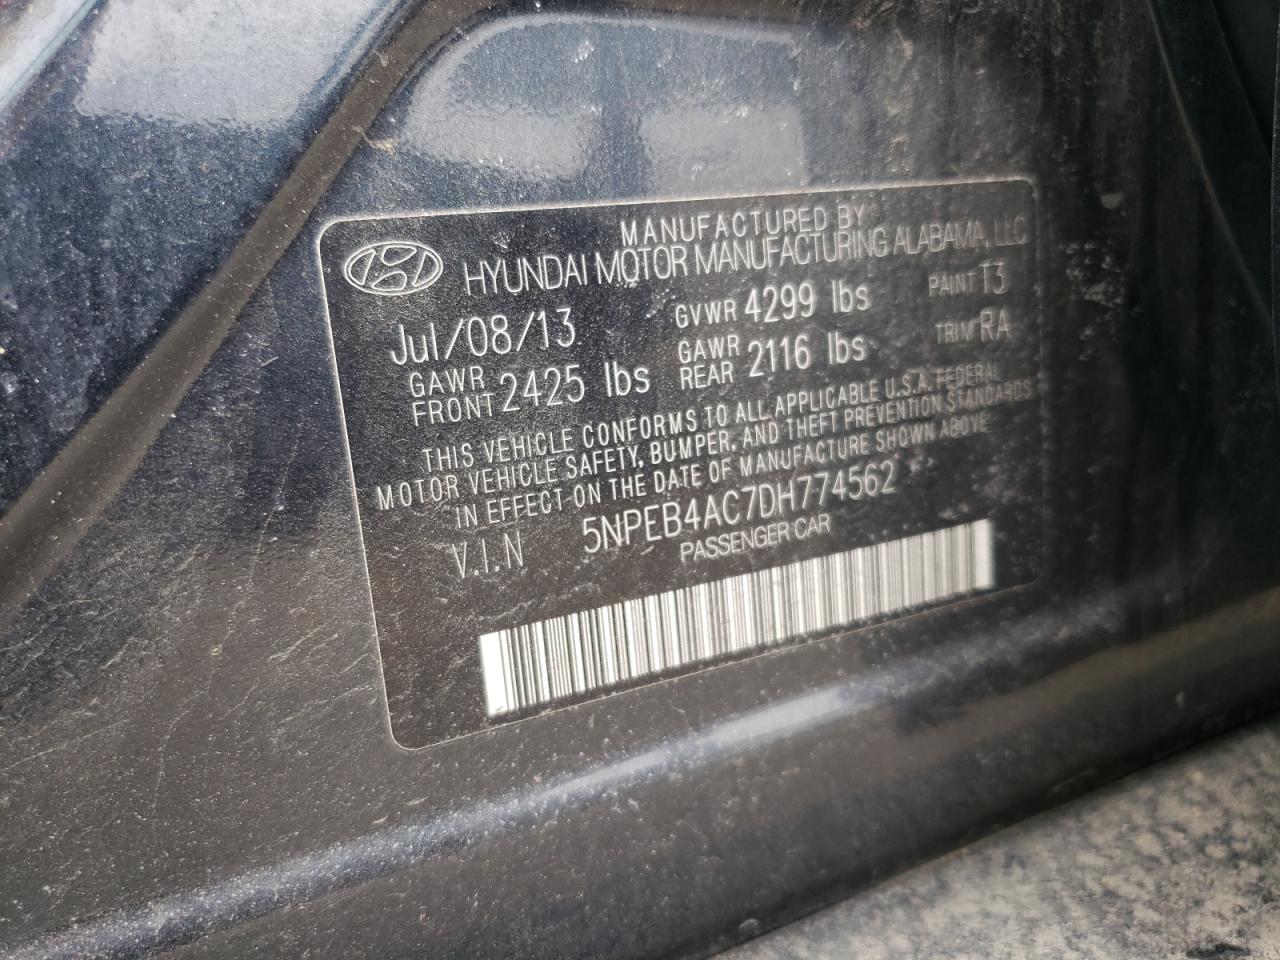 MANUFACTURED BY
HYUNDAI MOTOR MANUFACTURING ALABAMA, LLC
Jul/08/13 GVWR 4299 lbs PAINT T3
GAWR FRONT 2425 lbs GAWR REAR 2116 lbs TRIM RA
THIS VEHICLE CONFORMS TO ALL APPLICABLE U.S.A. FEDERAL
MOTOR VEHICLE SAFETY, BUMPER, AND THEFT PREVENTION STANDARDS
IN EFFECT ON THE DATE OF MANUFACTURE SHOWN ABOVE
V.I.N 5NPEB4AC7DH774562
PASSENGER CAR